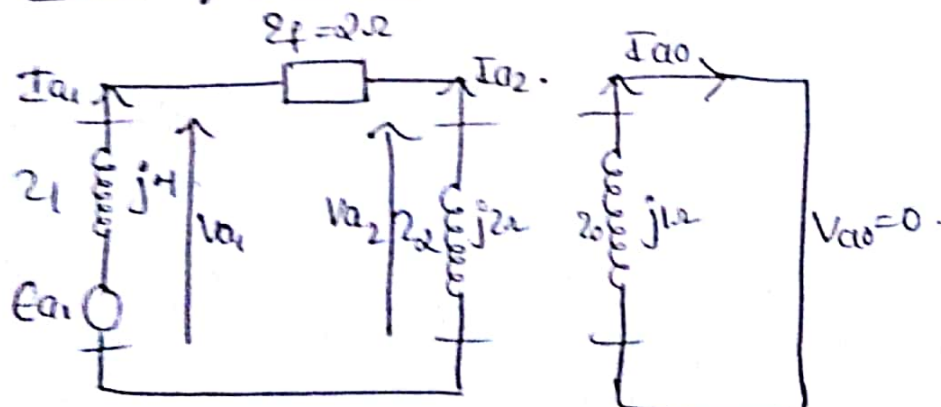 Zf=2Ω
Ia1
Ia2.
Ia0
Z1
j4
Va1
Va2
Z2
j2Ω
Z0
j1Ω
Va0=0.
Ea1